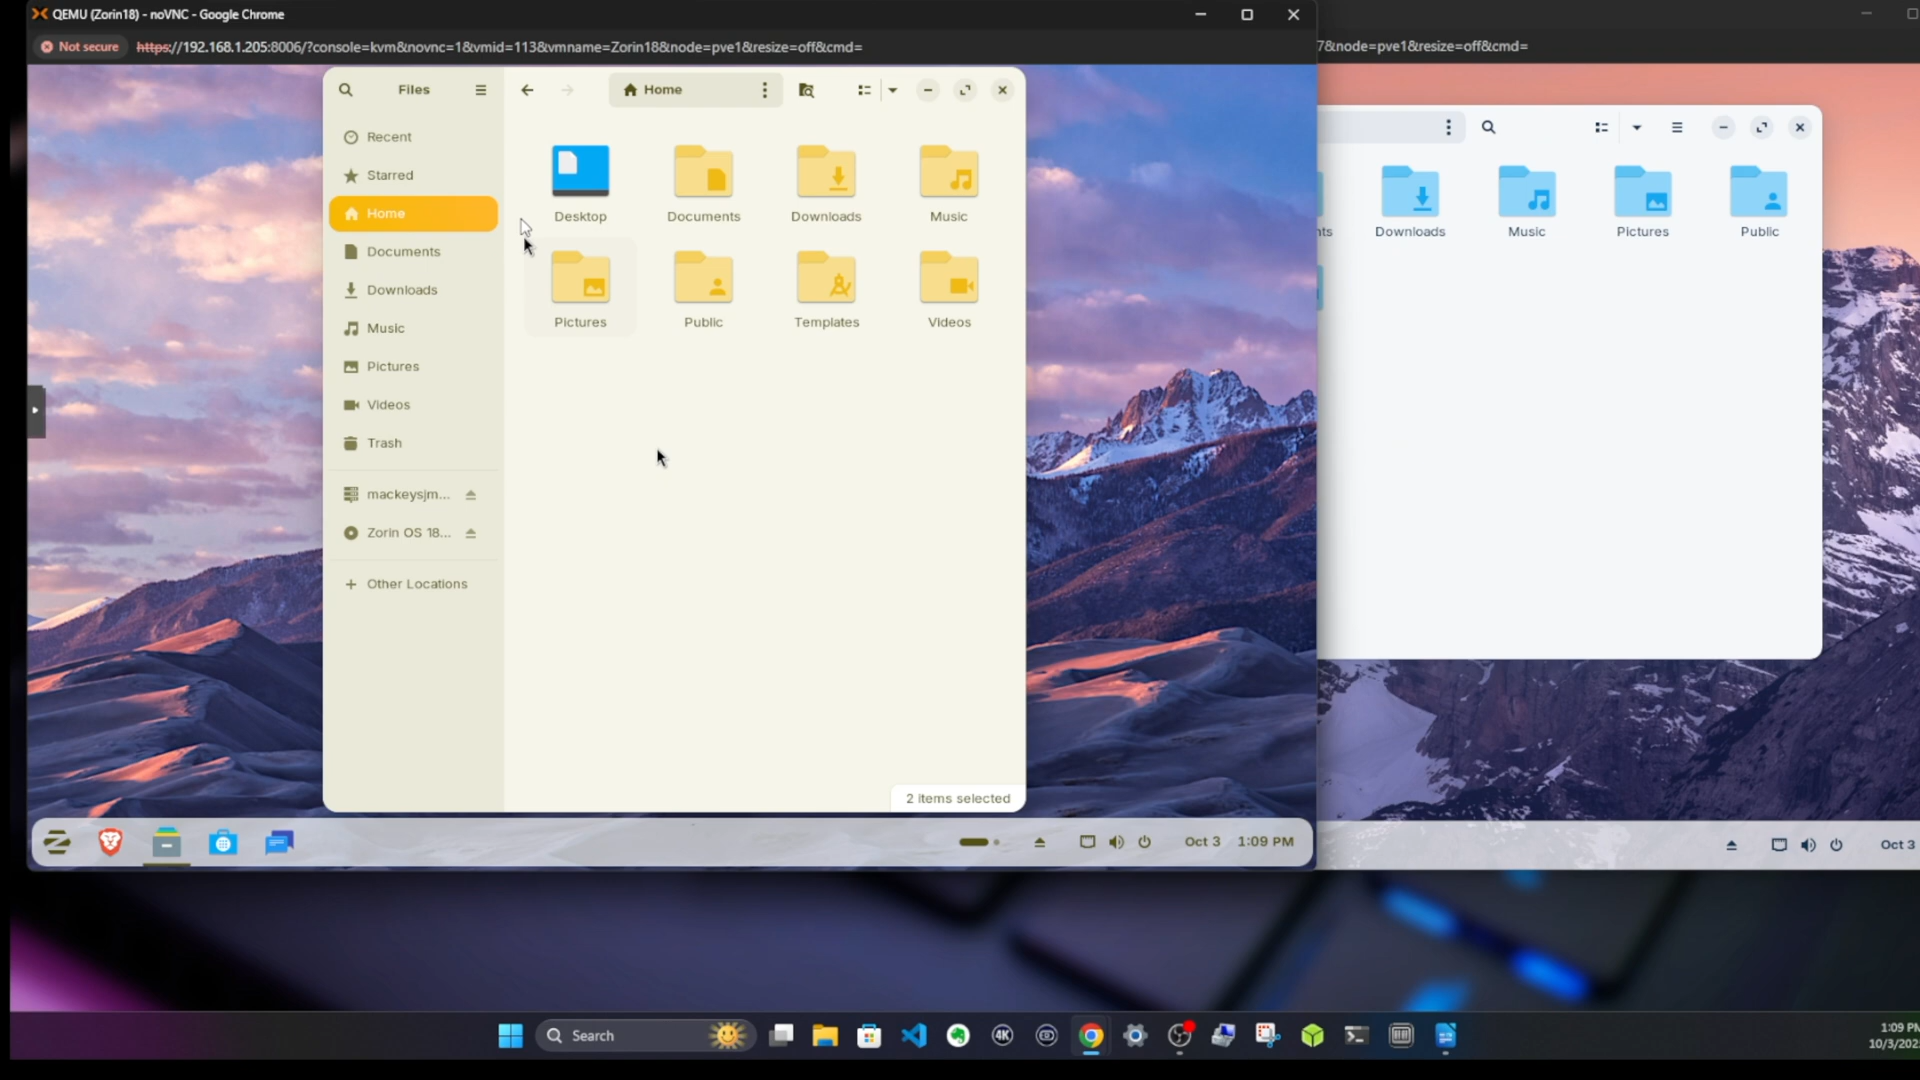 QEMU (Zorin18) - noVNC - Google Chrome
Not secure
https://192.168.1.205:8006/?console=kvm&novnc=1&vmid=113&vmname=Zorin18&node=pve1&resize=off&cmd=
7&node=pve1&resize=off&cmd=
Files
Home
Recent
Starred
Home
Documents
Downloads
Music
Pictures
Videos
Trash
mackeysjm...
Zorin OS 18...
Other Locations
Desktop
Documents
Downloads
Music
Pictures
Public
Templates
Videos
2 items selected
nts
Downloads
Music
Pictures
Public
Oct 3 1:09 PM
Oct 3
Search
4K
1:09 PM
10/3/202